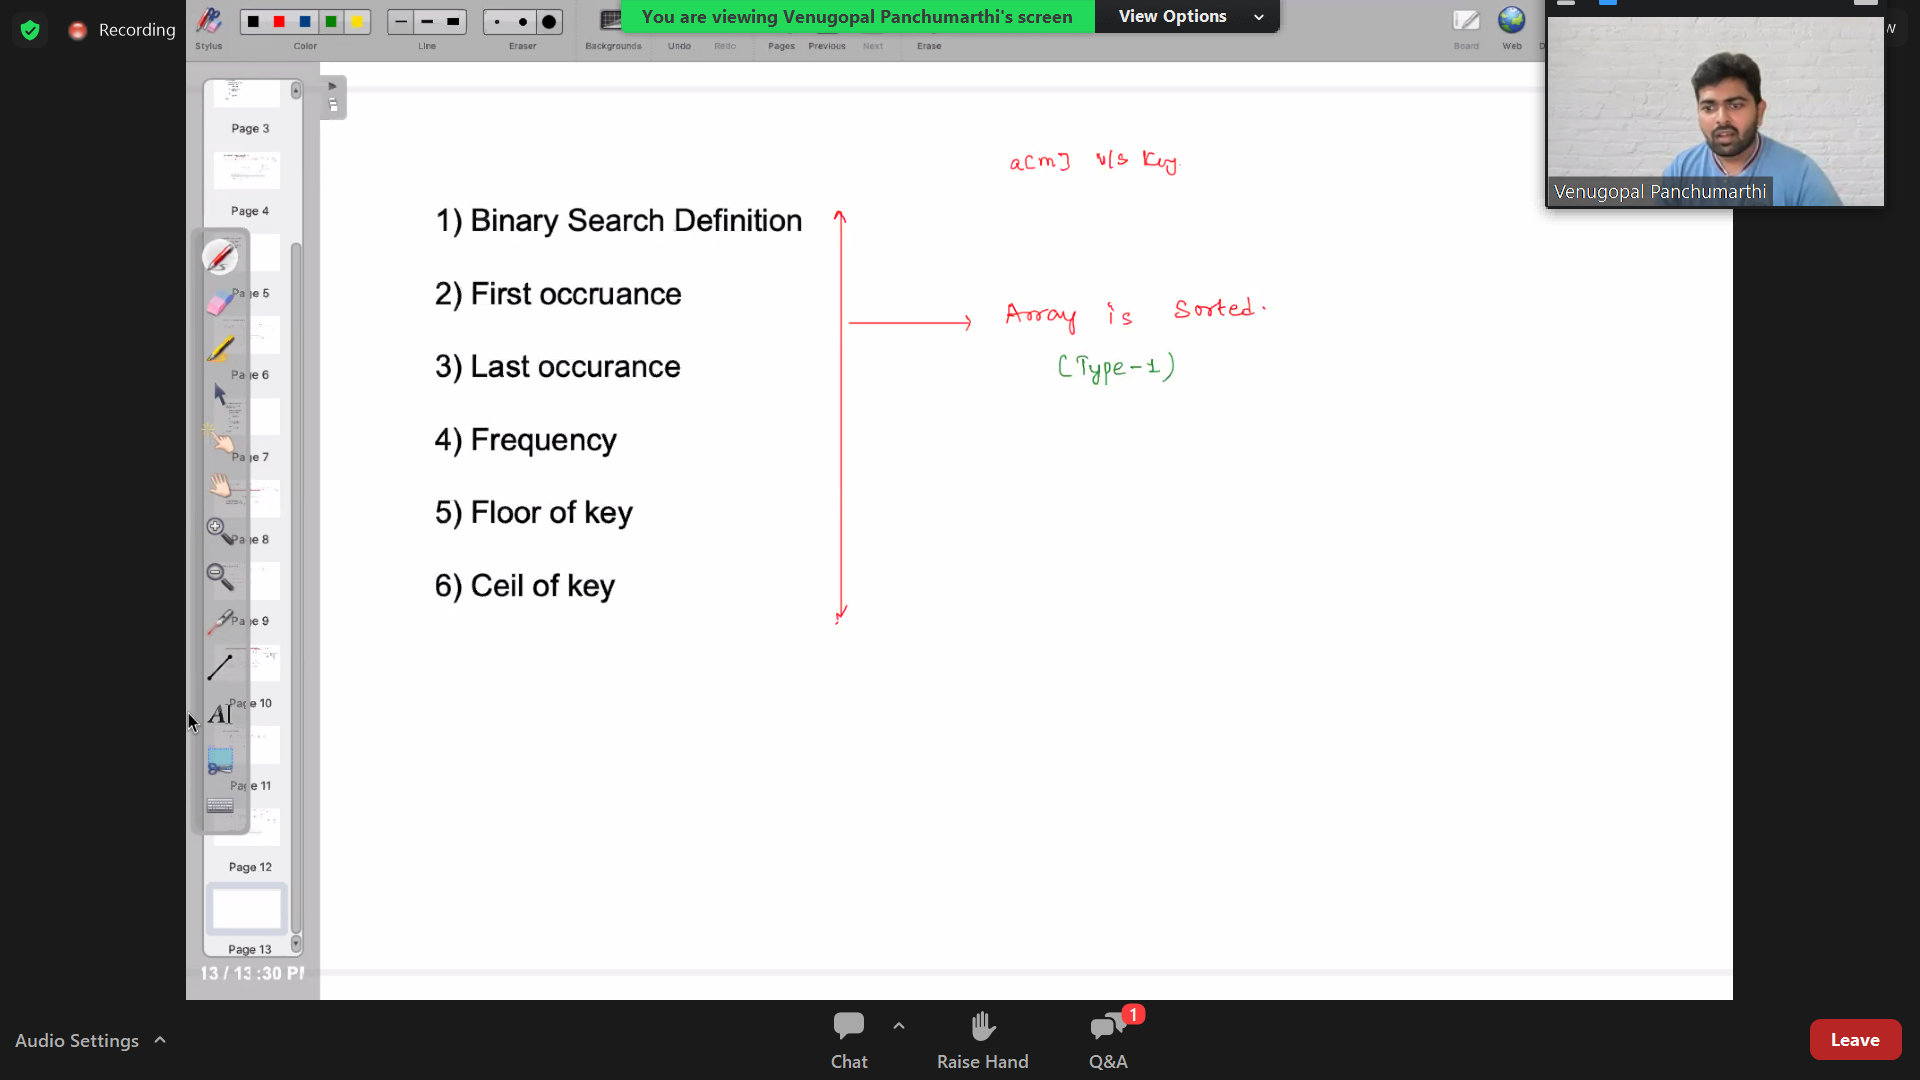 Recording
You are viewing Venugopal Panchumarthi's screen
View Options
Stylus
Color
Line
Eraser
Backgrounds
Undo
Redo
Pages
Previous
Next
Erase
Board
Web
Venugopal Panchumarthi
Page 3
Page 4
Page 5
Page 6
Page 7
Page 8
Page 9
Page 10
Page 11
Page 12
Page 13
13 / 13
:30 PM
a[m] v/s key.
1) Binary Search Definition
2) First occruance
3) Last occurance
4) Frequency
5) Floor of key
6) Ceil of key
Array is Sorted.
(Type-1)
Audio Settings
Chat
Raise Hand
Q&A
1
Leave